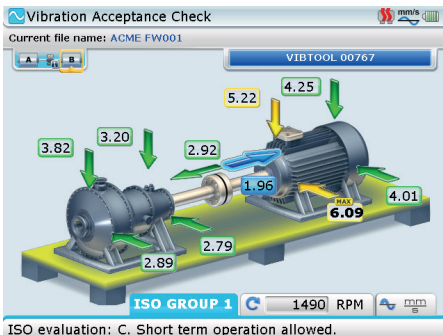 Vibration Acceptance Check
mm/s
Current file name: ACME FW001
A
B
VIBTOOL 00767
4.25
5.22
3.20
3.82
2.92
1.96
4.01
MAX
6.09
2.79
2.89
ISO GROUP 1
1490 RPM
mm
s
ISO evaluation: C. Short term operation allowed.